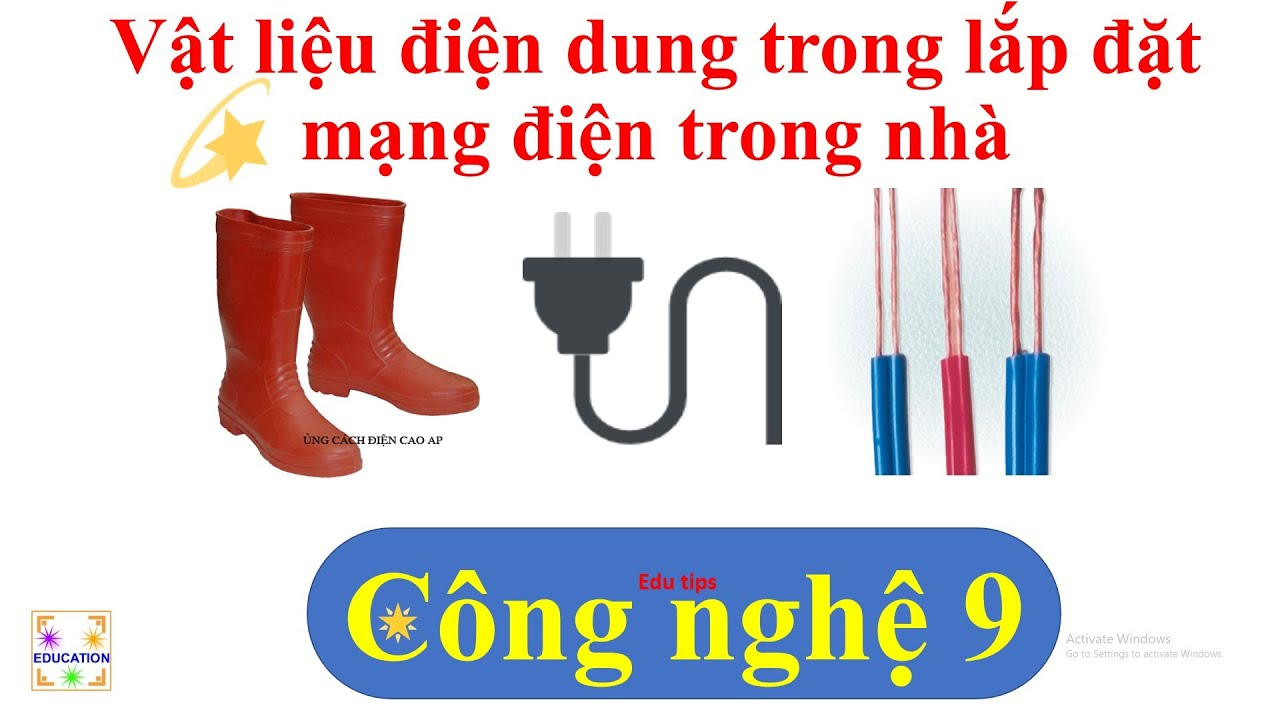 Vật liệu điện dung trong lắp đặt
mạng điện trong nhà
ỦNG CÁCH ĐIỆN CAO AP
Edu tips
Công nghệ 9
EDUCATION
Activate Windows
Go to Settings to activate Windows.